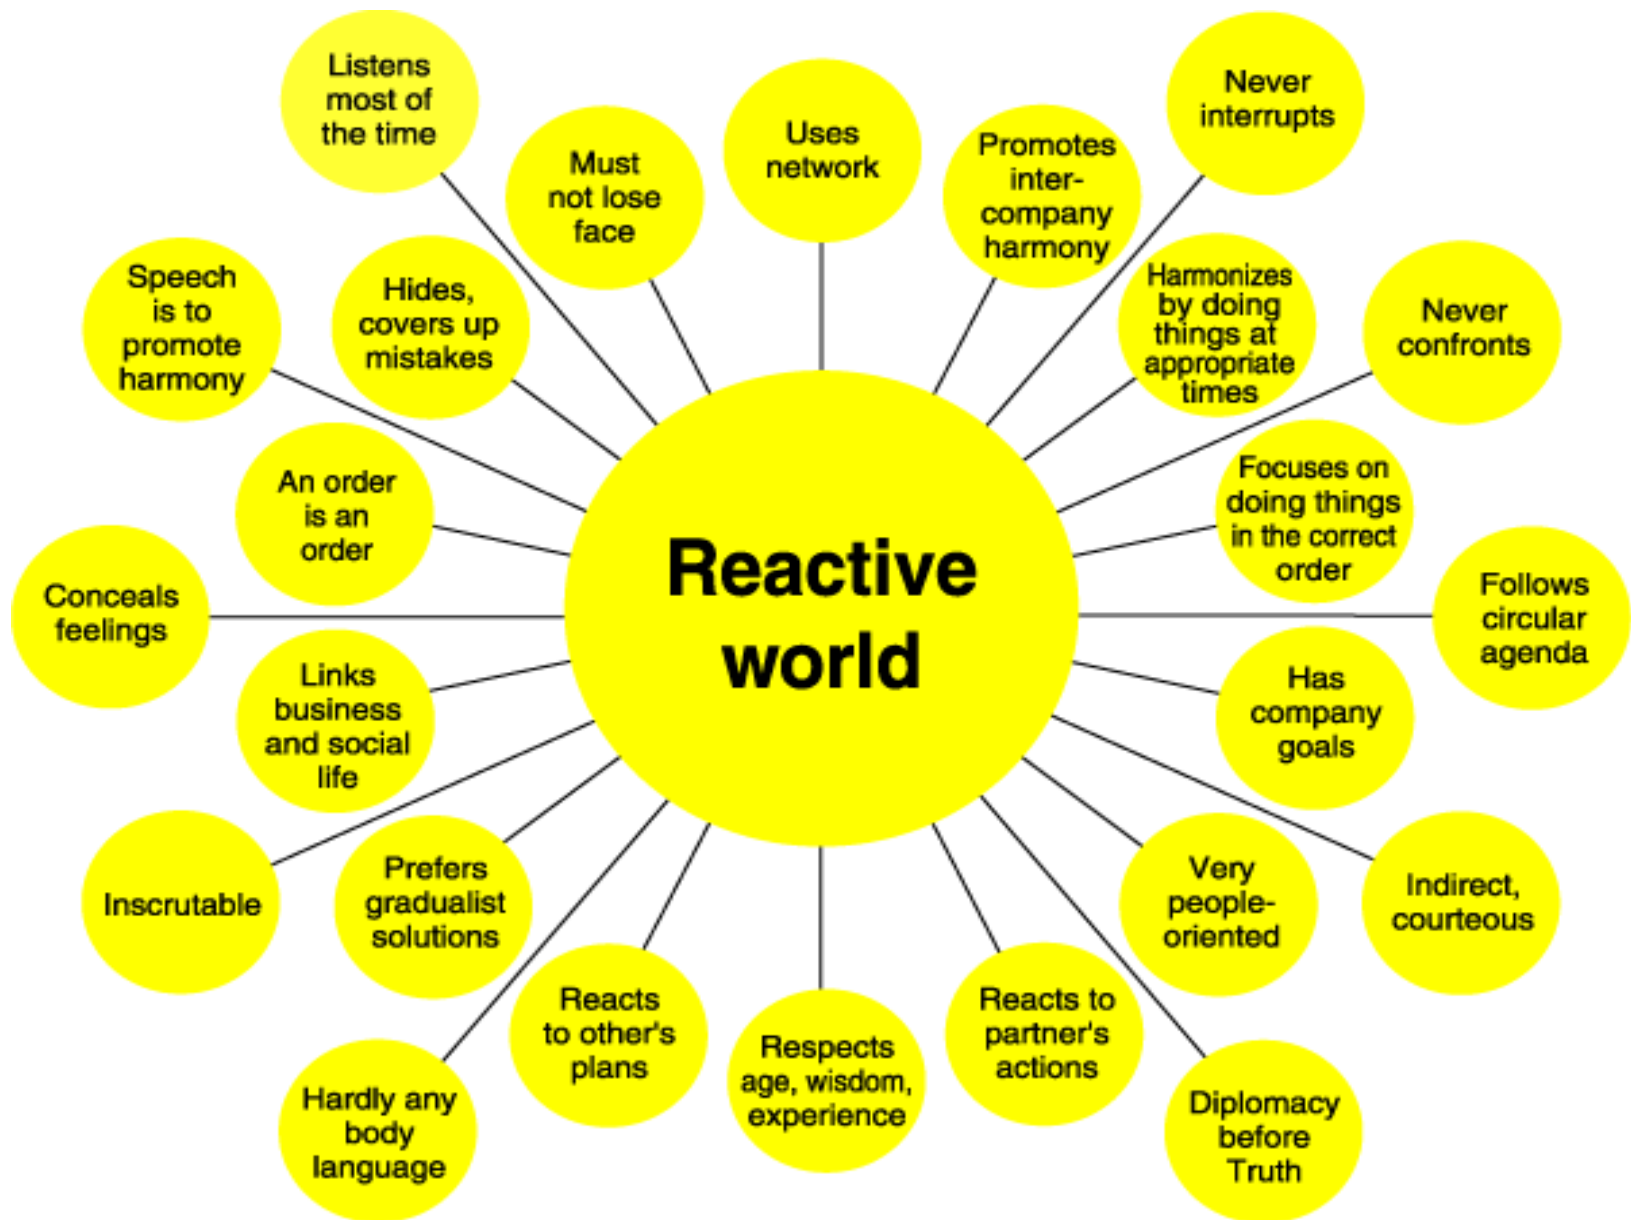 Listens
most of
the time
Must
not lose
face
Uses
network
Promotes
inter-
company
harmony
Never
interrupts
Speech
is to
promote
harmony
Hides,
covers up
mistakes
Harmonizes
by doing
things at
appropriate
times
Never
confronts
An order
is an
order
Focuses on
doing things
in the correct
order
Conceals
feelings
Reactive
world
Follows
circular
agenda
Links
business
and social
life
Has
company
goals
Inscrutable
Prefers
gradualist
solutions
Very
people-
oriented
Indirect,
courteous
Hardly any
body
language
Reacts
to other's
plans
Respects
age, wisdom,
experience
Reacts to
partner's
actions
Diplomacy
before
Truth